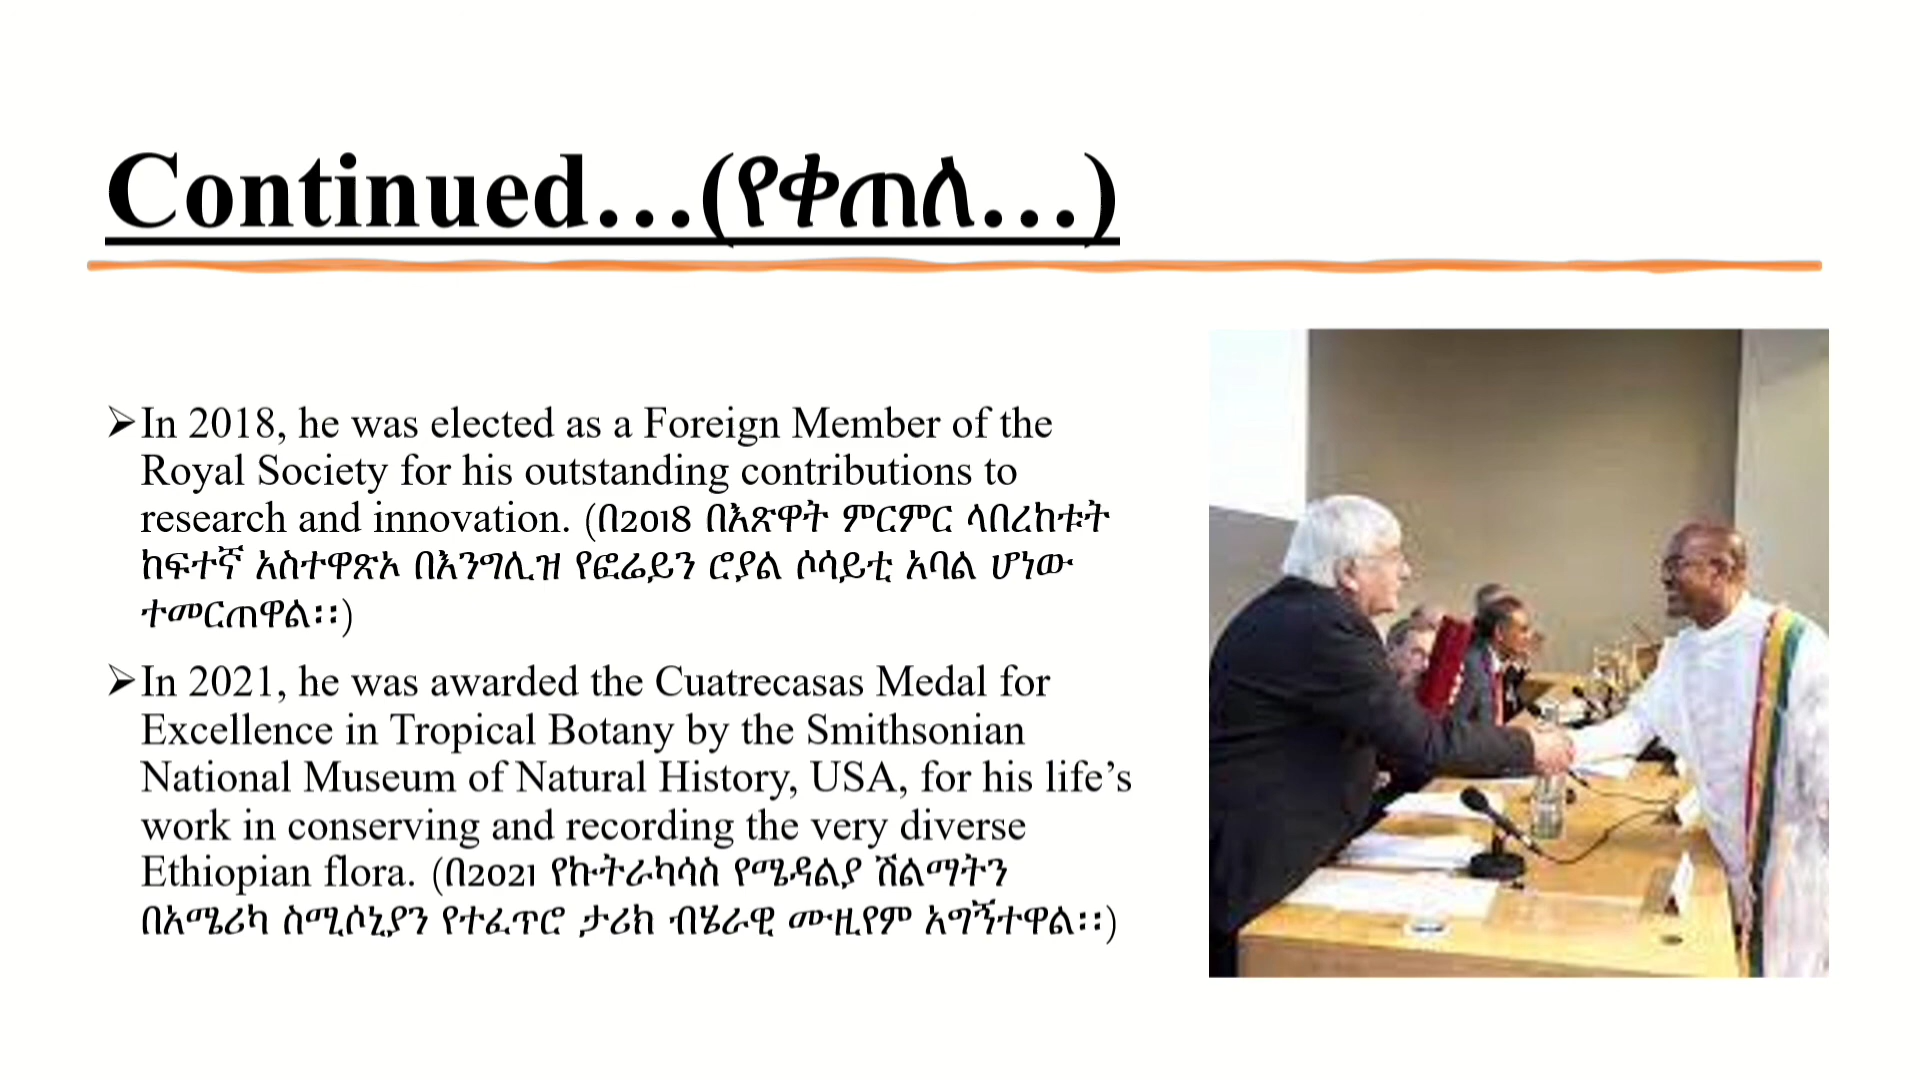 Continued…(የቀጠለ…)
➢In 2018, he was elected as a Foreign Member of the
Royal Society for his outstanding contributions to
research and innovation. (በ2018 በእጽዋት ምርምር ላበረከቱት
ከፍተኛ አስተዋጽኦ በእንግሊዝ የፎሬይን ሮያል ሶሳይቲ አባል ሆነው
ተመርጠዋል፡፡)
➢In 2021, he was awarded the Cuatrecasas Medal for
Excellence in Tropical Botany by the Smithsonian
National Museum of Natural History, USA, for his life’s
work in conserving and recording the very diverse
Ethiopian flora. (በ2021 የኩትራካሳስ የሜዳልያ ሽልማትን
በአሜሪካ ስሚሶኒያን የተፈጥሮ ታሪክ ብሄራዊ ሙዚየም አግኝተዋል፡፡)